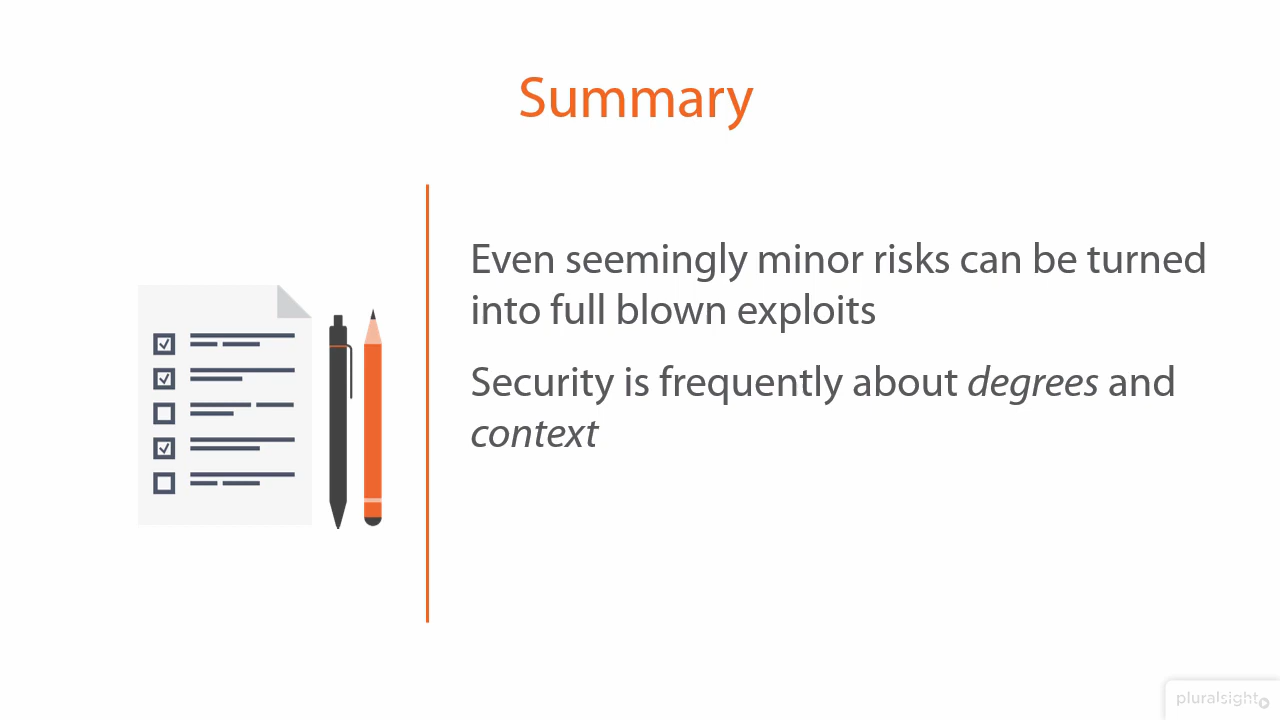 Summary
Even seemingly minor risks can be turned
into full blown exploits
Security is frequently about degrees and
context
pluralsight